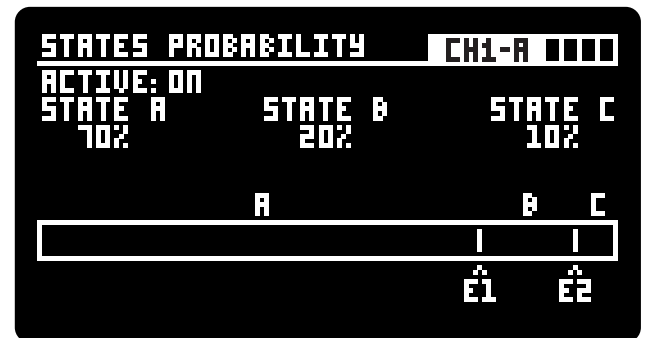 STATES PROBABILITY CH1-A
ACTIVE: ON
STATE A STATE B STATE C
70% 20% 10%
A B C
E1 E2